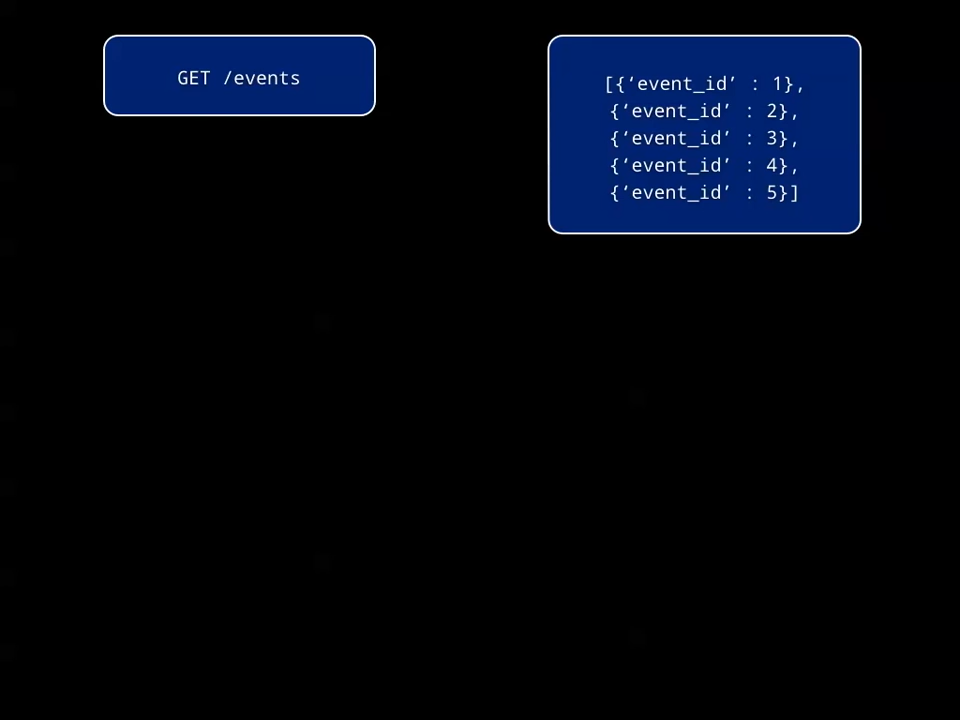 GET /events
[{‘event_id’ : 1},
{‘event_id’ : 2},
{‘event_id’ : 3},
{‘event_id’ : 4},
{‘event_id’ : 5}]